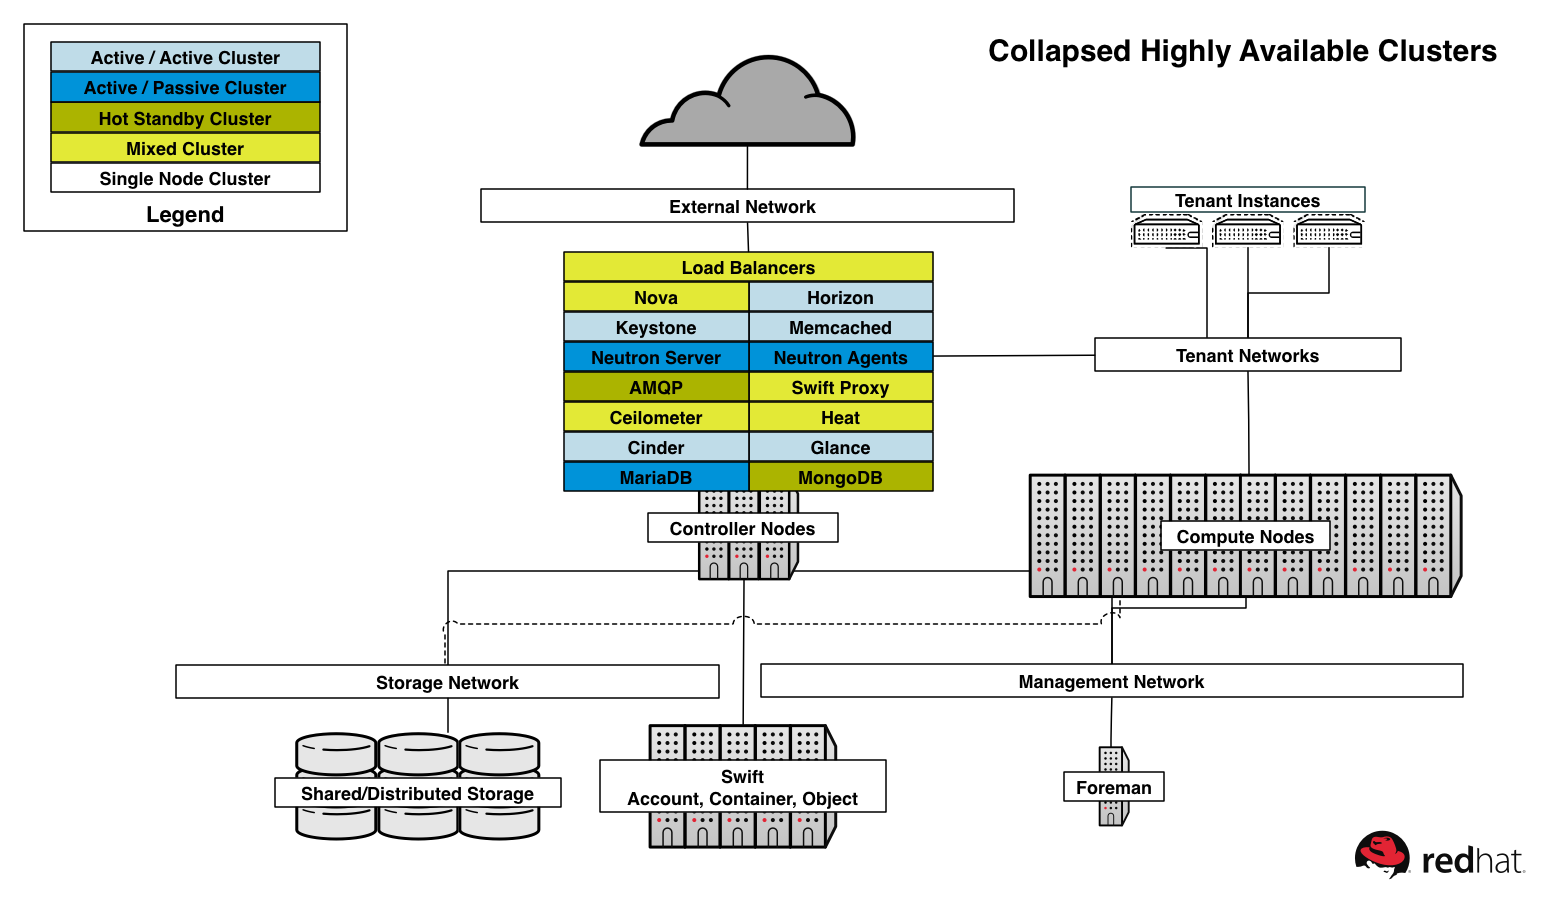 Collapsed Highly Available Clusters
Active / Active Cluster
Active / Passive Cluster
Hot Standby Cluster
Mixed Cluster
Single Node Cluster
Legend
External Network
Tenant Instances
Load Balancers
Nova
Horizon
Keystone
Memcached
Neutron Server
Neutron Agents
Tenant Networks
AMQP
Swift Proxy
Ceilometer
Heat
Cinder
Glance
MariaDB
MongoDB
Controller Nodes
Compute Nodes
Storage Network
Management Network
Shared/Distributed Storage
Swift
Account, Container, Object
Foreman
redhat